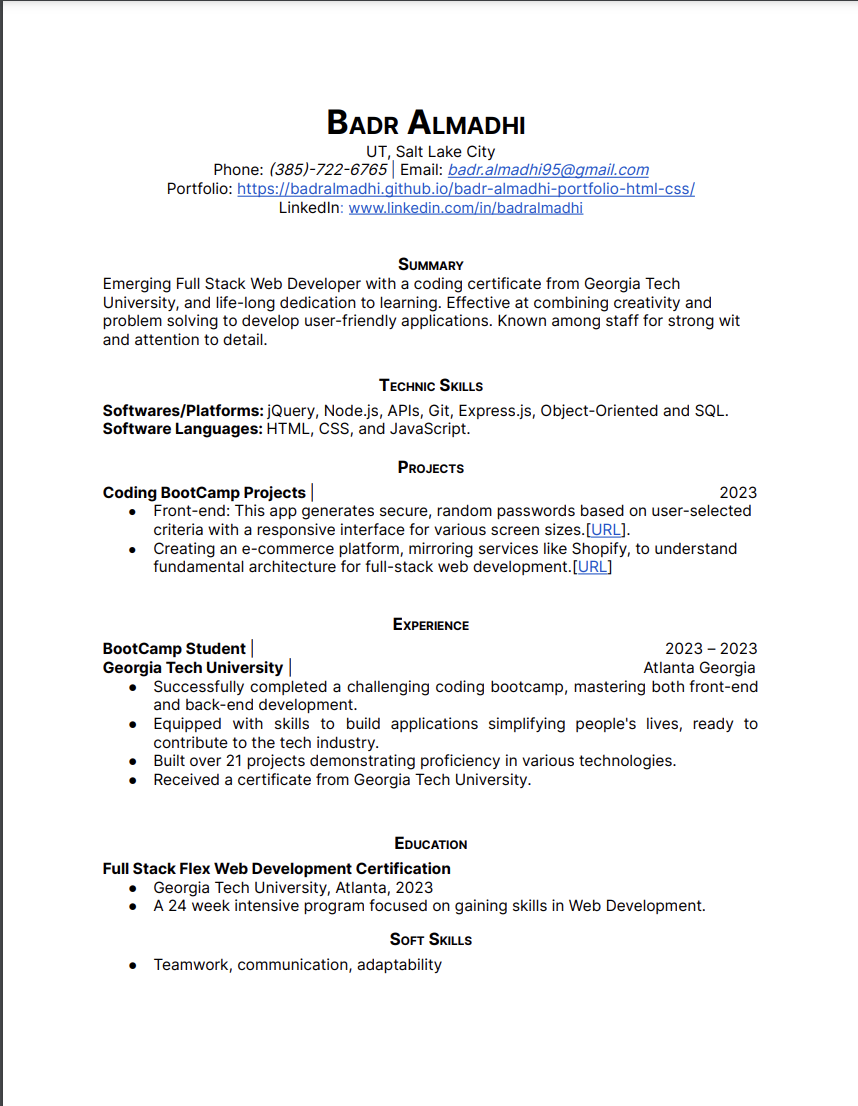 BADR ALMADHI
UT, Salt Lake City
Phone: (385)-722-6765 | Email: badr.almadhi95@gmail.com
Portfolio: https://badralmadhi.github.io/badr-almadhi-portfolio-html-css/
LinkedIn: www.linkedin.com/in/badralmadhi
SUMMARY
Emerging Full Stack Web Developer with a coding certificate from Georgia Tech
University, and life-long dedication to learning. Effective at combining creativity and
problem solving to develop user-friendly applications. Known among staff for strong wit
and attention to detail.
TECHNIC SKILLS
Softwares/Platforms: jQuery, Node.js, APIs, Git, Express.js, Object-Oriented and SQL.
Software Languages: HTML, CSS, and JavaScript.
PROJECTS
Coding BootCamp Projects | 2023
● Front-end: This app generates secure, random passwords based on user-selected
criteria with a responsive interface for various screen sizes.[URL].
● Creating an e-commerce platform, mirroring services like Shopify, to understand
fundamental architecture for full-stack web development.[URL]
EXPERIENCE
BootCamp Student | 2023 – 2023
Georgia Tech University | Atlanta Georgia
● Successfully completed a challenging coding bootcamp, mastering both front-end
and back-end development.
● Equipped with skills to build applications simplifying people's lives, ready to
contribute to the tech industry.
● Built over 21 projects demonstrating proficiency in various technologies.
● Received a certificate from Georgia Tech University.
EDUCATION
Full Stack Flex Web Development Certification
● Georgia Tech University, Atlanta, 2023
● A 24 week intensive program focused on gaining skills in Web Development.
SOFT SKILLS
● Teamwork, communication, adaptability